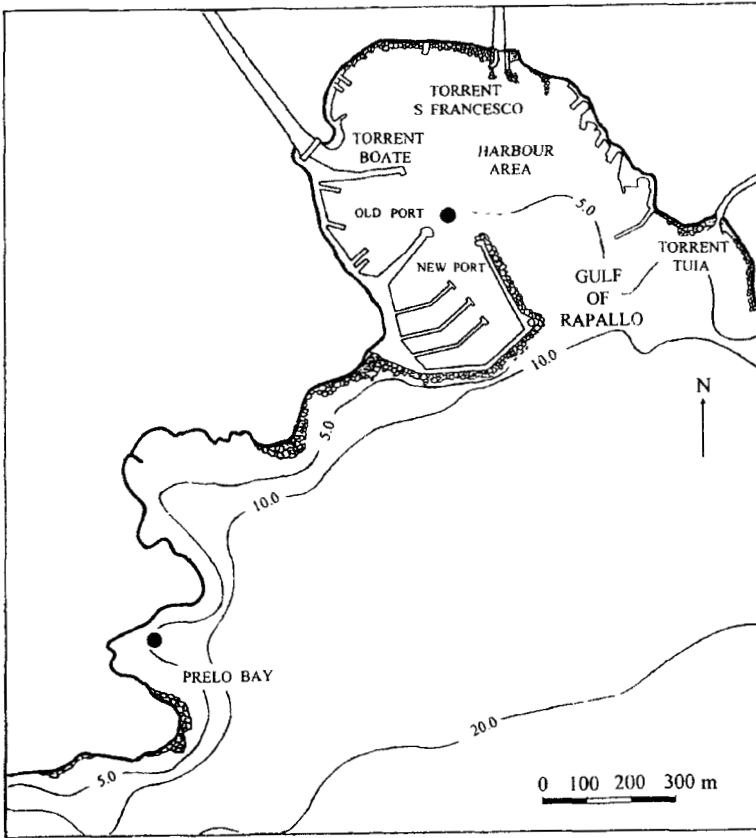 TORRENT
S FRANCESCO
TORRENT
BOATE
HARBOUR
AREA
OLD PORT
5.0
NEW PORT
TORRENT
TUIA
GULF
OF
RAPALLO
10.0
N
5.0
10.0
PRELO BAY
20.0
5.0
0 100 200 300 m